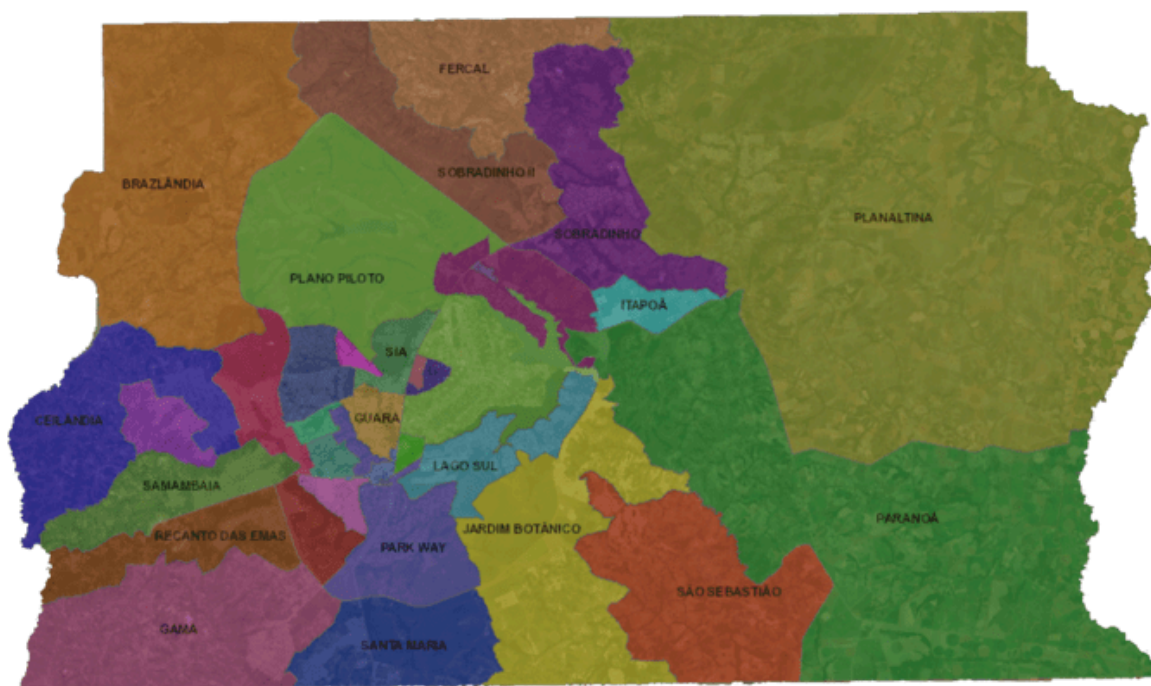 FERCAL
SOBRADINHO II
BRAZLÂNDIA
PLANALTINA
SOBRADINHO
PLANO PILOTO
ITAPOÃ
SIA
GUARA
CEILANDIA
LAGO SUL
SAMAMBAIA
PARANOÁ
JARDIM BOTÂNICO
RECANTO DAS EMAS
PARK WAY
SÃO SEBASTIÃO
GAMA
SANTA MARIA